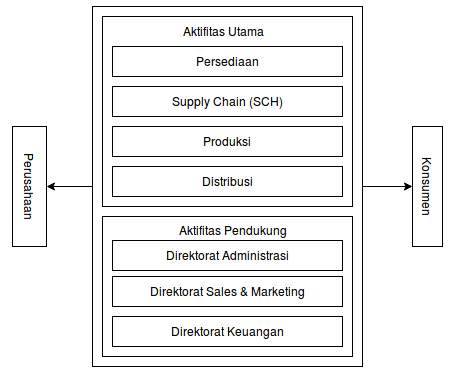 Aktifitas Utama
Persediaan
Supply Chain (SCH)
Produksi
Distribusi
Aktifitas Pendukung
Direktorat Administrasi
Direktorat Sales & Marketing
Direktorat Keuangan
Perusahaan
Konsumen